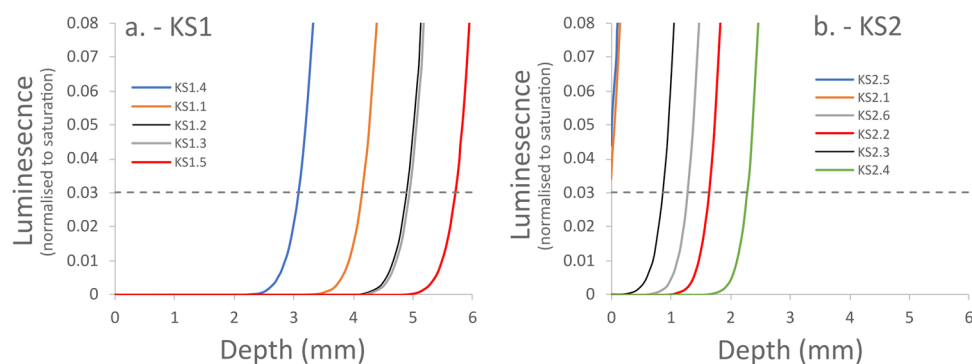 a. - KS1
Luminesecnce
(normalised to saturation)
0.08
0.07
0.06
0.05
0.04
0.03
0.02
0.01
0
KS1.4
KS1.1
KS1.2
KS1.3
KS1.5
0 1 2 3 4 5 6
Depth (mm)
b. - KS2
Luminesecnce
(normalised to saturation)
0.08
0.07
0.06
0.05
0.04
0.03
0.02
0.01
0
KS2.5
KS2.1
KS2.6
KS2.2
KS2.3
KS2.4
0 1 2 3 4 5 6
Depth (mm)